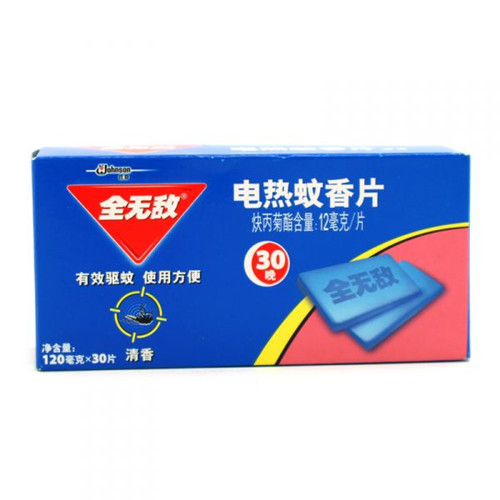 Johnson
庄臣
全无敌®
有效驱蚊 使用方便
清香
净含量:
120毫克×30片
电热蚊香片
炔丙菊酯含量:12毫克/片
30
晚
全无敌